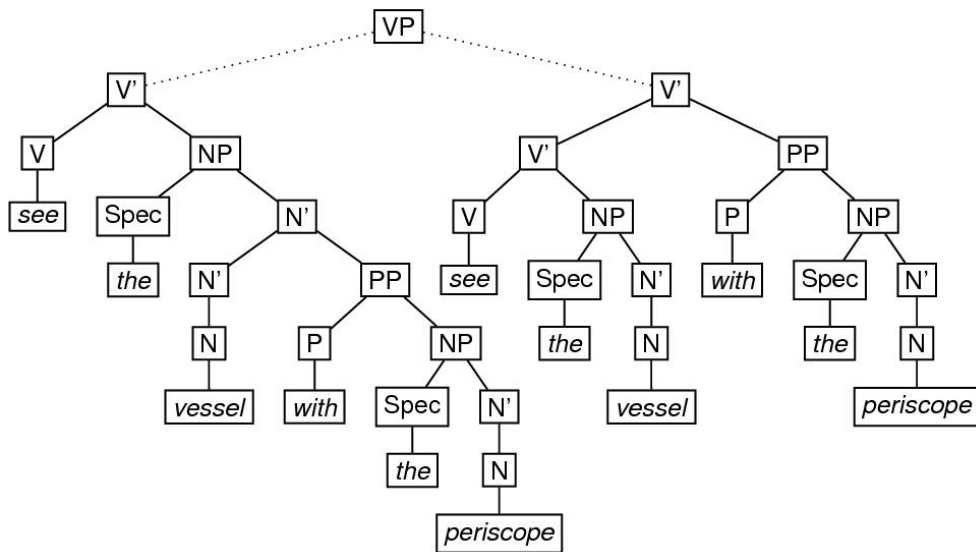 VP
V' V'
V NP V' PP
see Spec N' V NP P NP
the N' PP see Spec N' with Spec N'
N P NP the N the N
vessel with Spec N' vessel periscope
the N
periscope